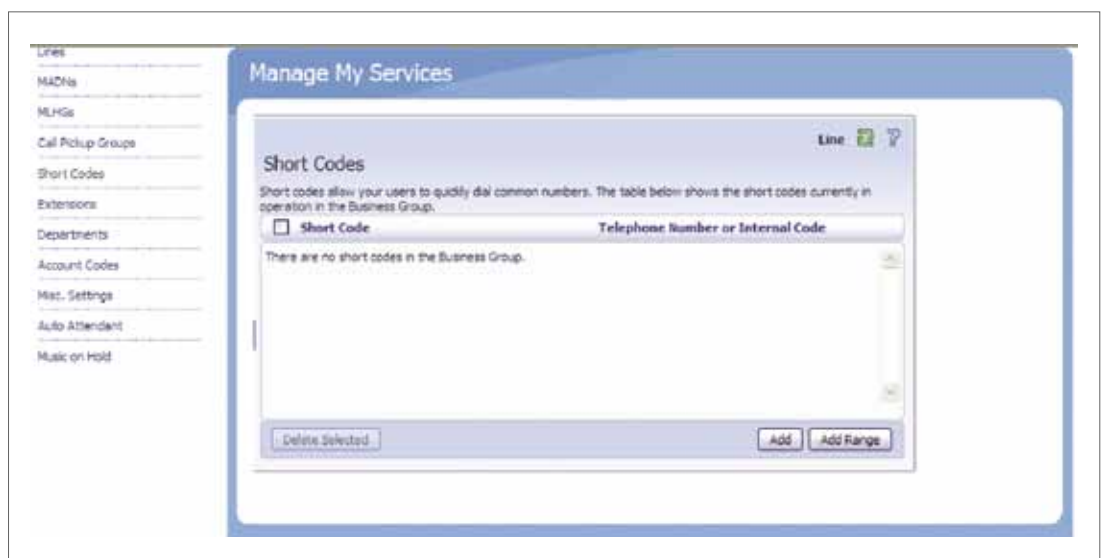 Lines
MADNs
MLHGs
Call Pickup Groups
Short Codes
Extensions
Departments
Account Codes
Misc. Settings
Auto Attendant
Music on Hold
Manage My Services
Line
Short Codes
Short codes allow your users to quickly dial common numbers. The table below shows the short codes currently in
operation in the Business Group.
Short Code Telephone Number or Internal Code
There are no short codes in the Business Group.
Delete Selected Add Add Range